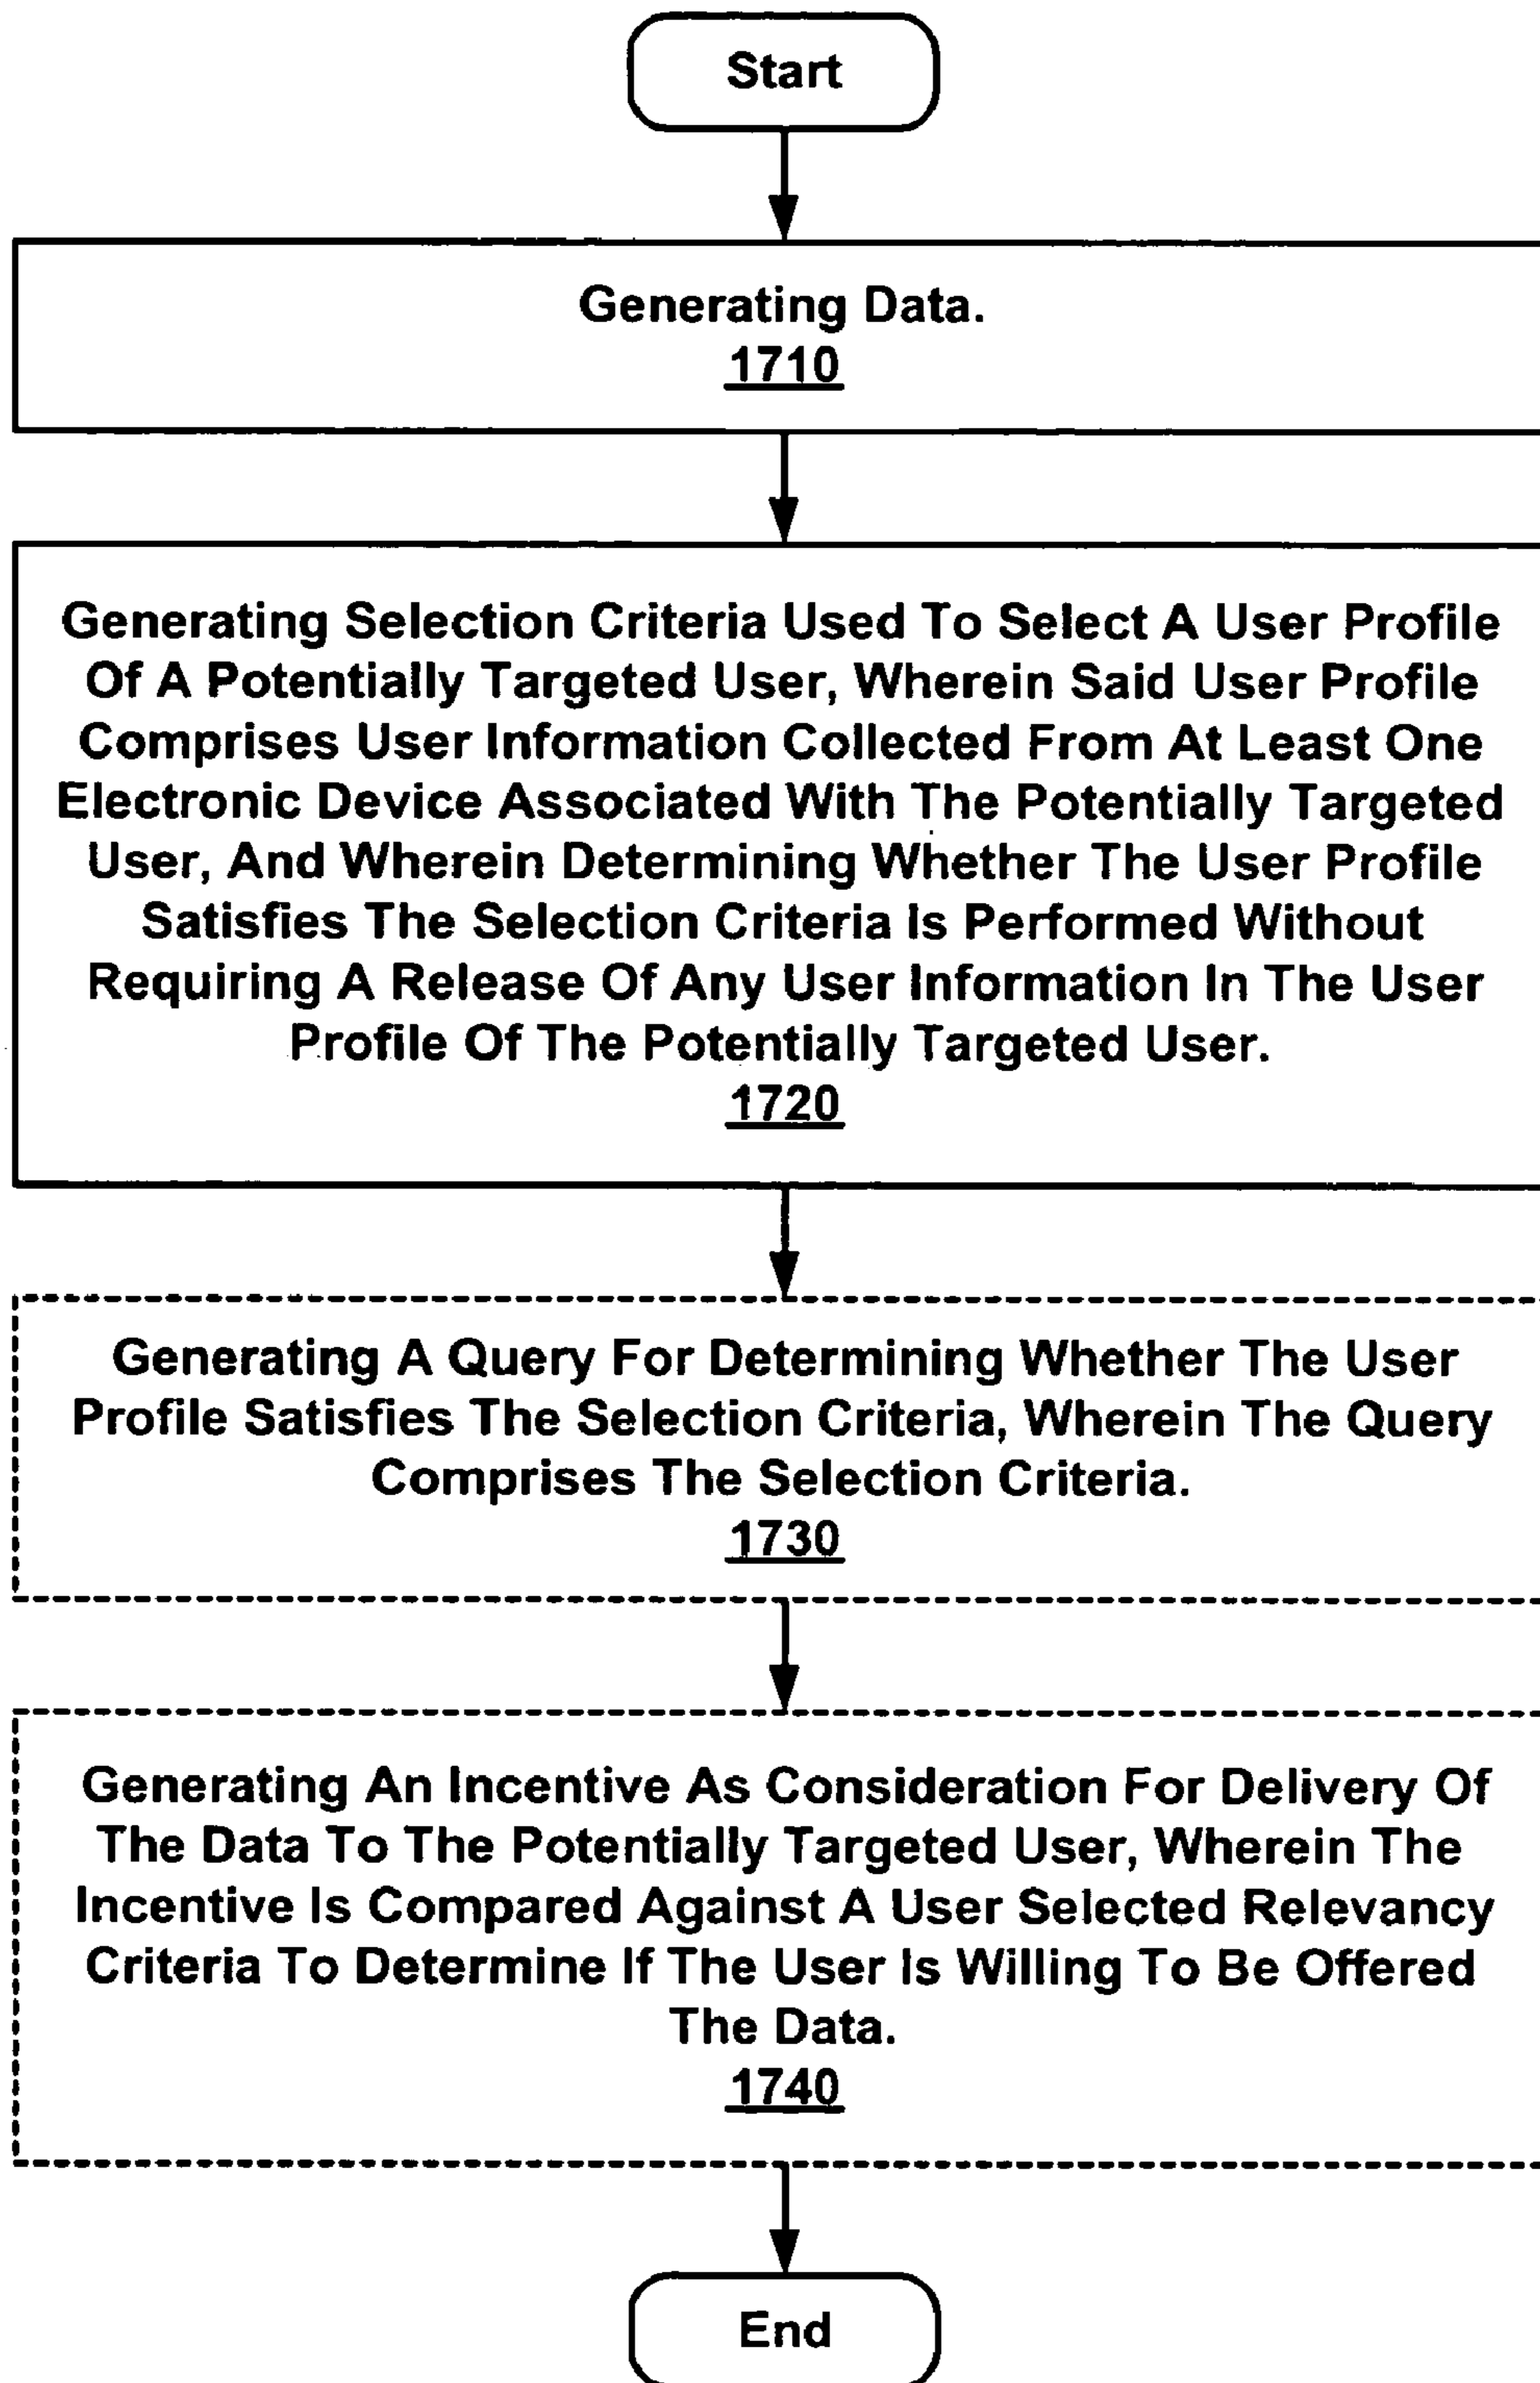 Start
Generating Data.
1710
Generating Selection Criteria Used To Select A User Profile
Of A Potentially Targeted User, Wherein Said User Profile
Comprises User Information Collected From At Least One
Electronic Device Associated With The Potentially Targeted
User, And Wherein Determining Whether The User Profile
Satisfies The Selection Criteria Is Performed Without
Requiring A Release Of Any User Information In The User
Profile Of The Potentially Targeted User.
1720
Generating A Query For Determining Whether The User
Profile Satisfies The Selection Criteria, Wherein The Query
Comprises The Selection Criteria.
1730
Generating An Incentive As Consideration For Delivery Of
The Data To The Potentially Targeted User, Wherein The
Incentive Is Compared Against A User Selected Relevancy
Criteria To Determine If The User Is Willing To Be Offered
The Data.
1740
End